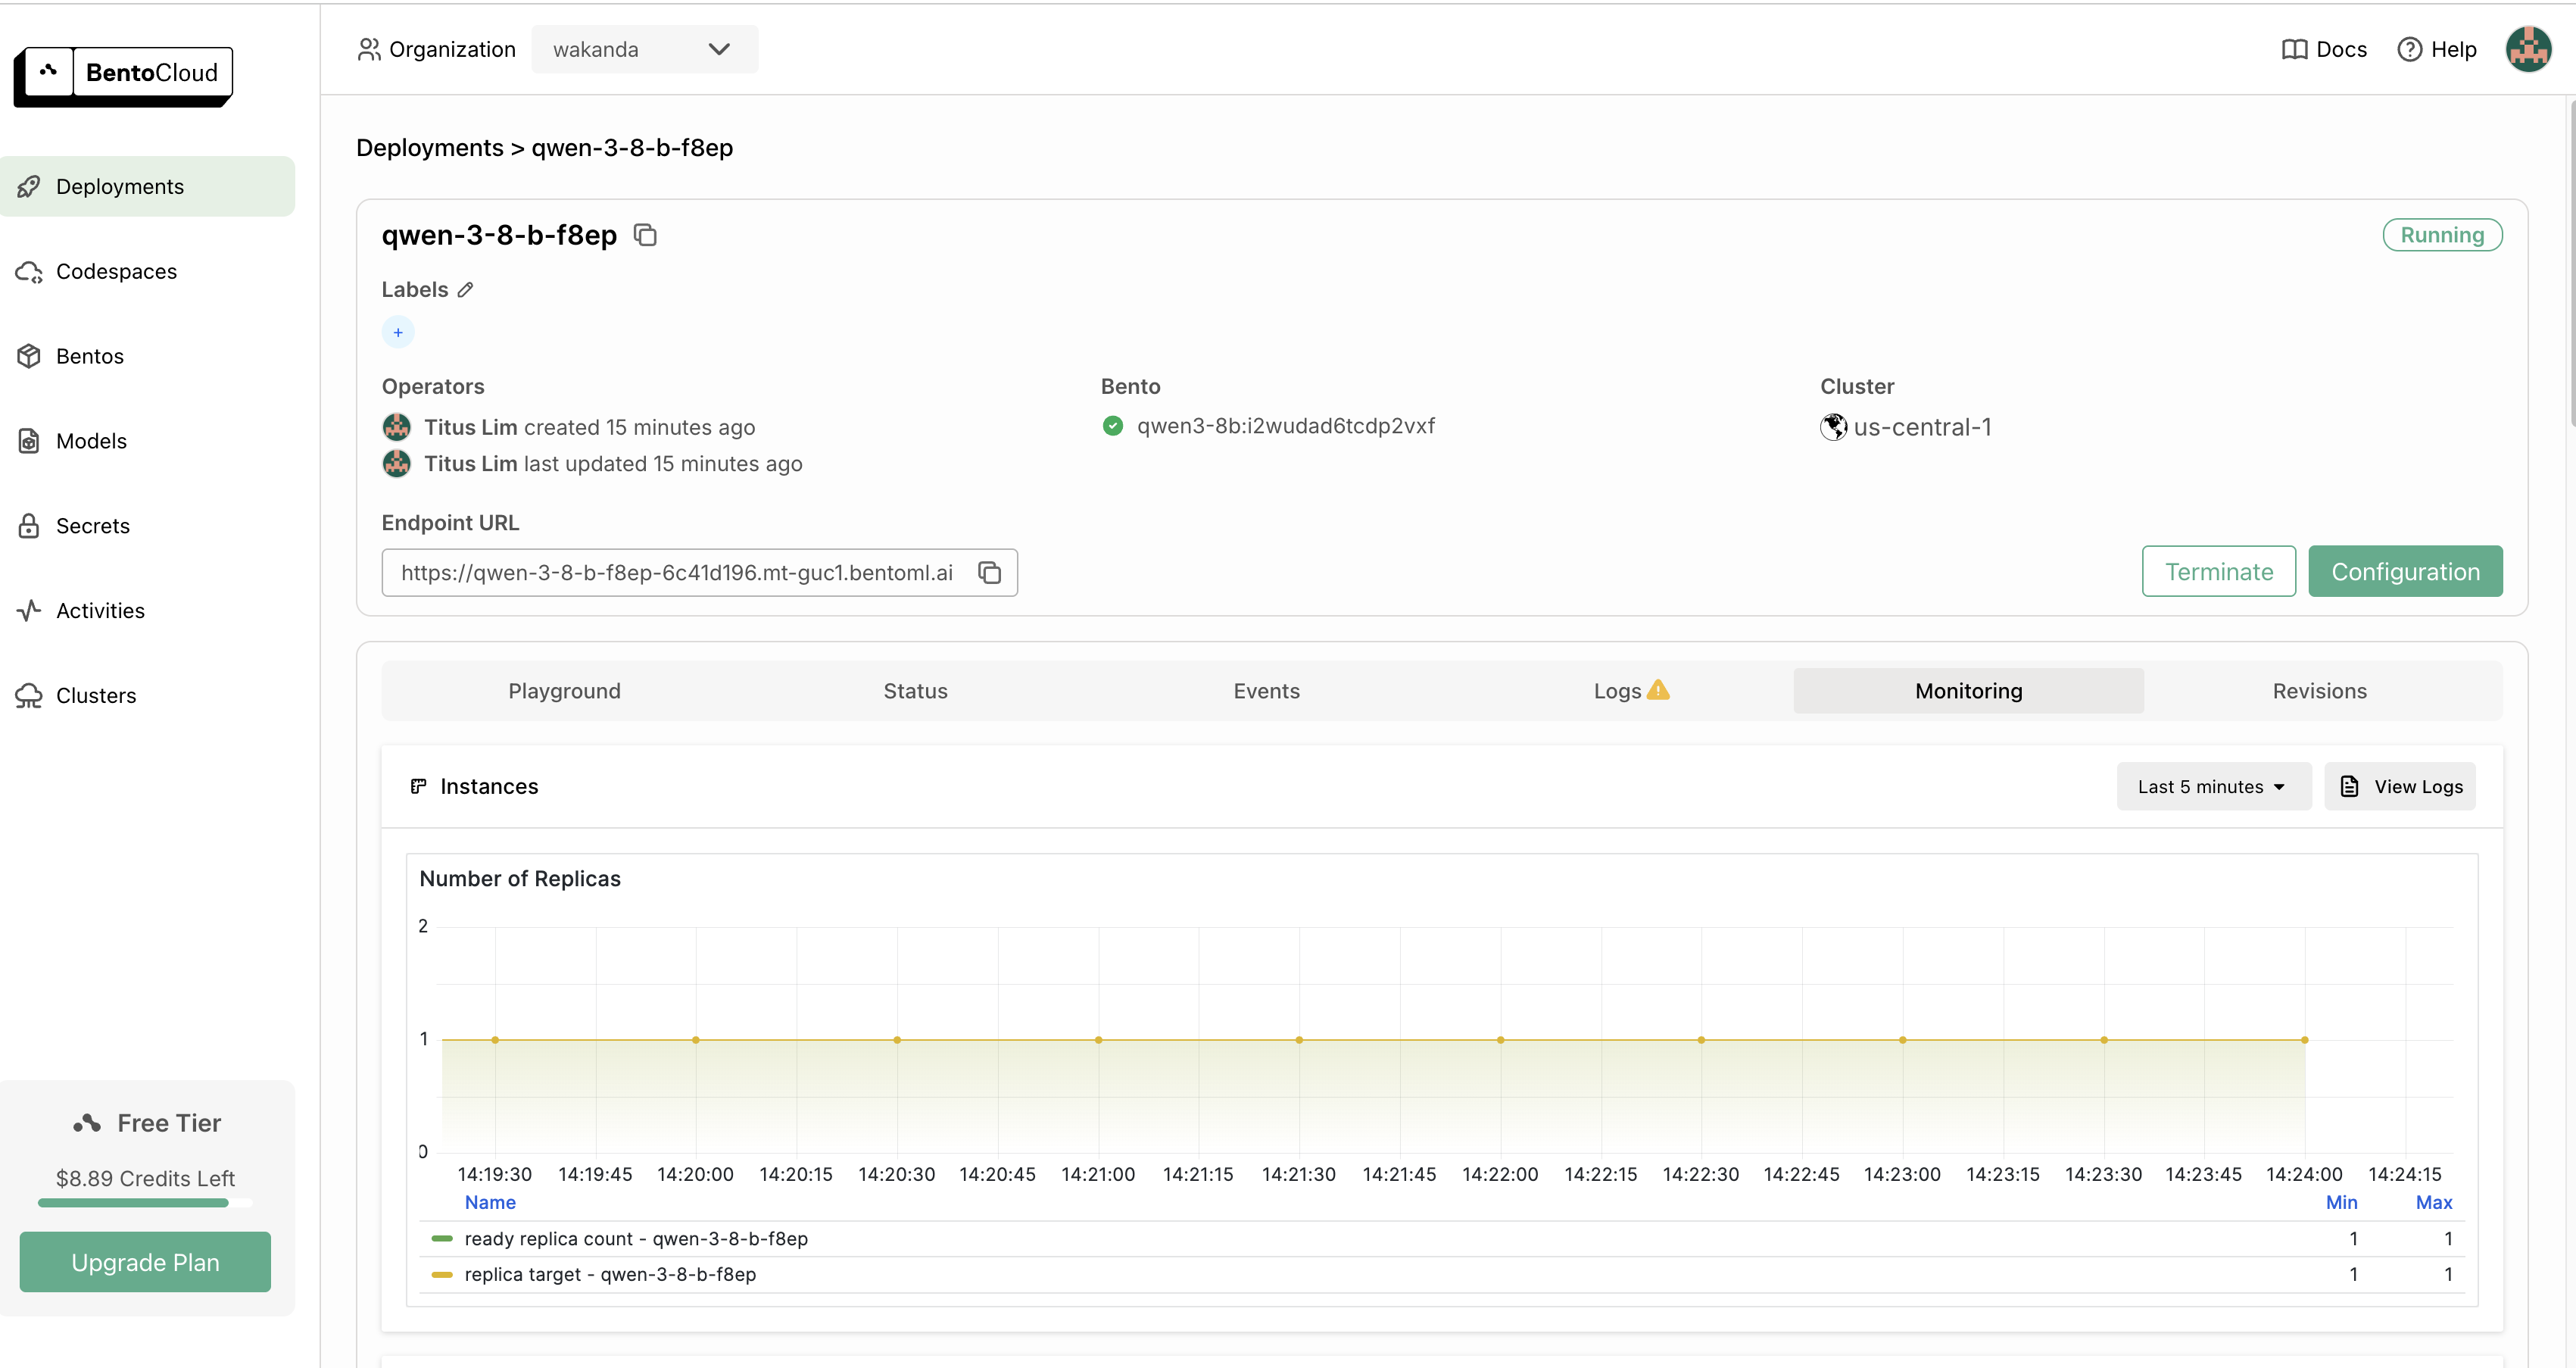 BentoCloud
Organization
wakanda
Docs
Help
Deployments
Codespaces
Bentos
Models
Secrets
Activities
Clusters
Free Tier
$8.89 Credits Left
Upgrade Plan
Deployments > qwen-3-8-b-f8ep
qwen-3-8-b-f8ep
Running
Labels
+
Operators
Titus Lim created 15 minutes ago
Titus Lim last updated 15 minutes ago
Bento
qwen3-8b:i2wudad6tcdp2vxf
Cluster
us-central-1
Endpoint URL
https://qwen-3-8-b-f8ep-6c41d196.mt-guc1.bentoml.ai
Terminate
Configuration
Playground Status Events Logs Monitoring Revisions
Instances
Last 5 minutes
View Logs
Number of Replicas
2
1
0
14:19:30 14:19:45 14:20:00 14:20:15 14:20:30 14:20:45 14:21:00 14:21:15 14:21:30 14:21:45 14:22:00 14:22:15 14:22:30 14:22:45 14:23:00 14:23:15 14:23:30 14:23:45 14:24:00 14:24:15
Name Min Max
ready replica count - qwen-3-8-b-f8ep 1 1
replica target - qwen-3-8-b-f8ep 1 1